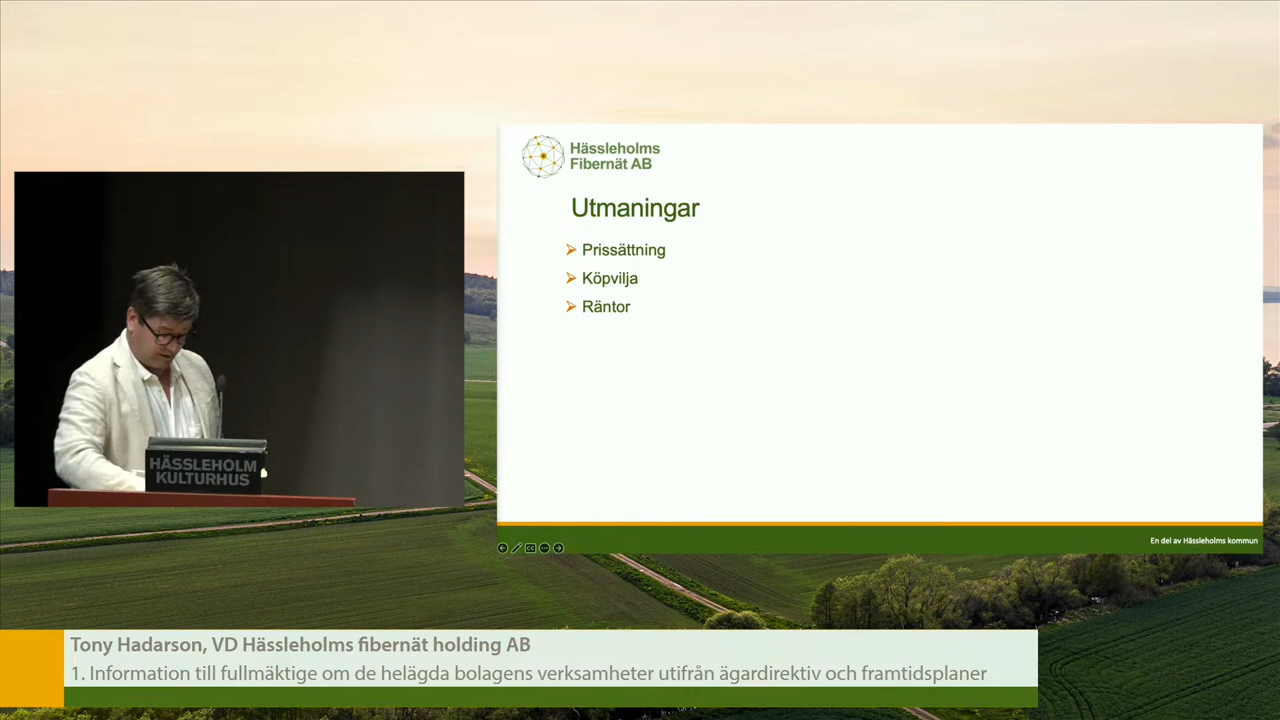 Hässleholms
Fibernät AB
Utmaningar
Prissättning
Köpvilja
Räntor
HÄSSLEHOLM
KULTURHUS
En del av Hässleholms kommun
Tony Hadarson, VD Hässleholms fibernät holding AB
1. Information till fullmäktige om de helägda bolagens verksamheter utifrån ägardirektiv och framtidsplaner